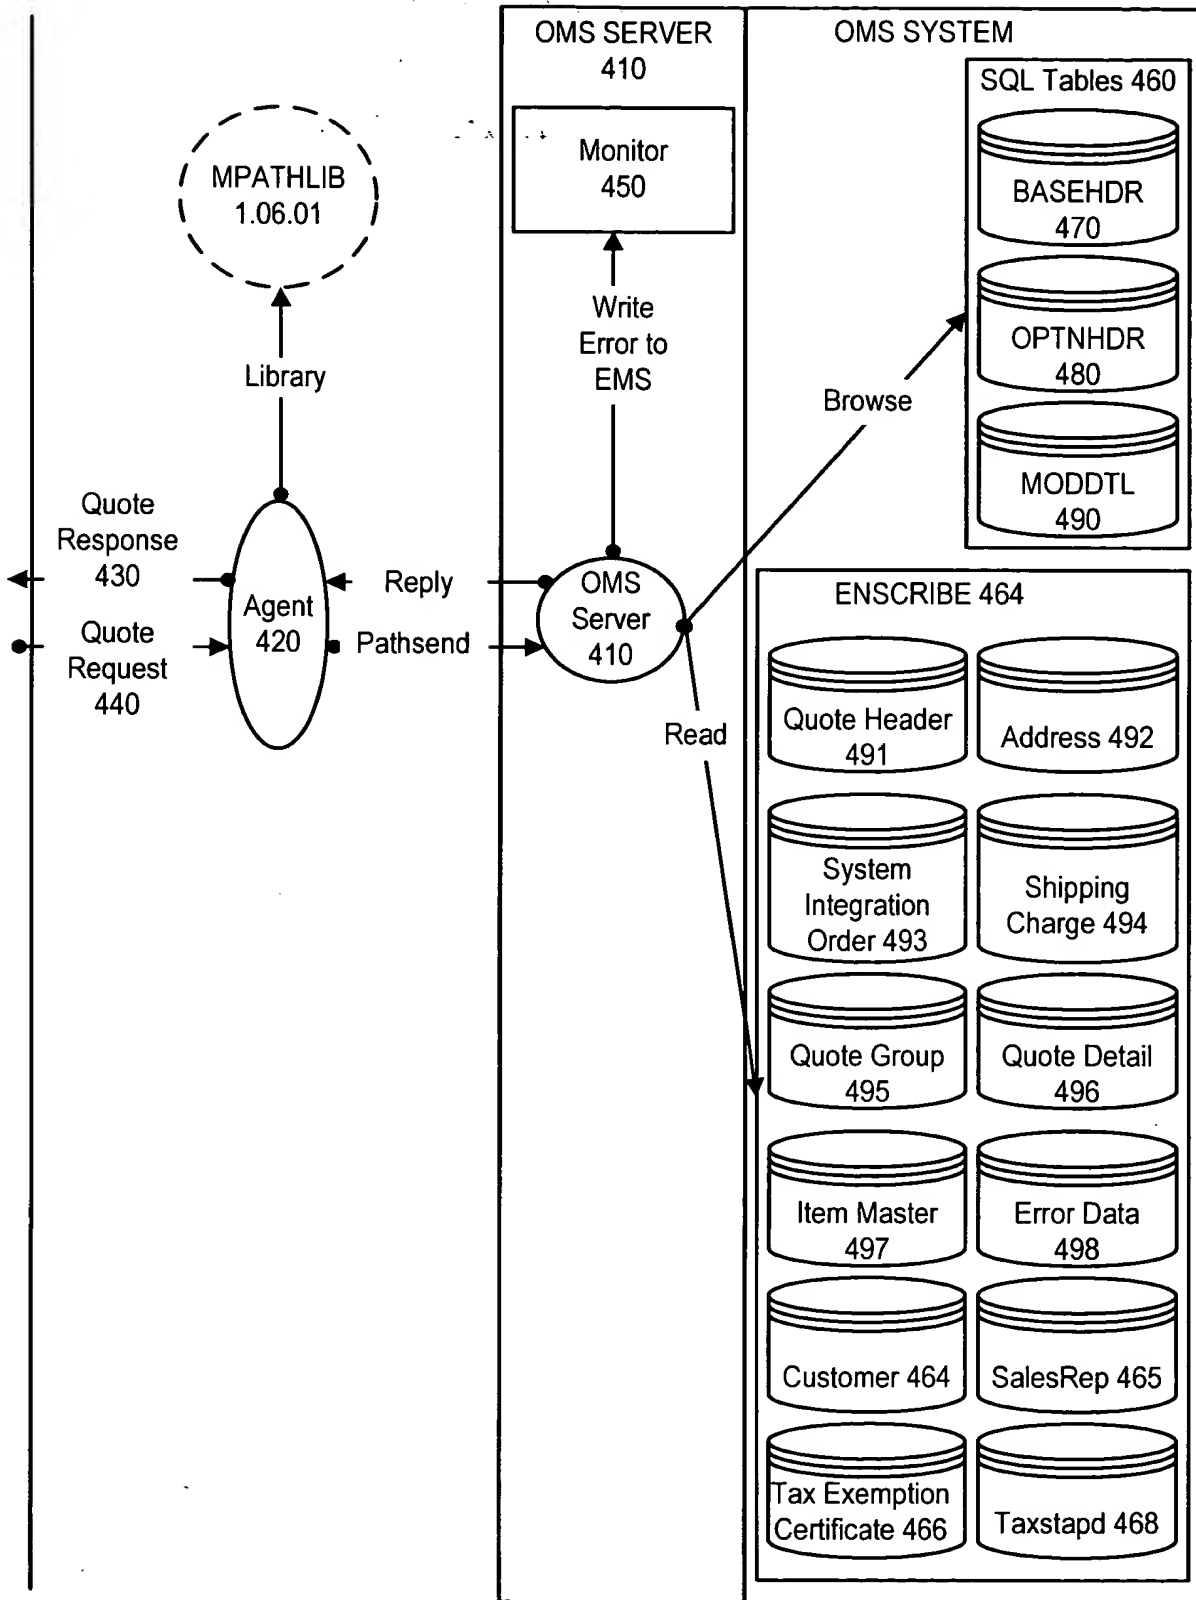 OMS SERVER
410
OMS SYSTEM
SQL Tables 460
MPATHLIB
1.06.01
Monitor
450
BASEHDR
470
Write
Error to
EMS
OPTNHDR
480
Library
Browse
MODDTL
490
Quote
Response
430
Reply
Agent
420
OMS
Server
410
Quote
Request
440
Pathsend
Read
ENSCRIBE 464
Quote Header
491
Address 492
System
Integration
Order 493
Shipping
Charge 494
Quote Group
495
Quote Detail
496
Item Master
497
Error Data
498
Customer 464
SalesRep 465
Tax Exemption
Certificate 466
Taxstapd 468